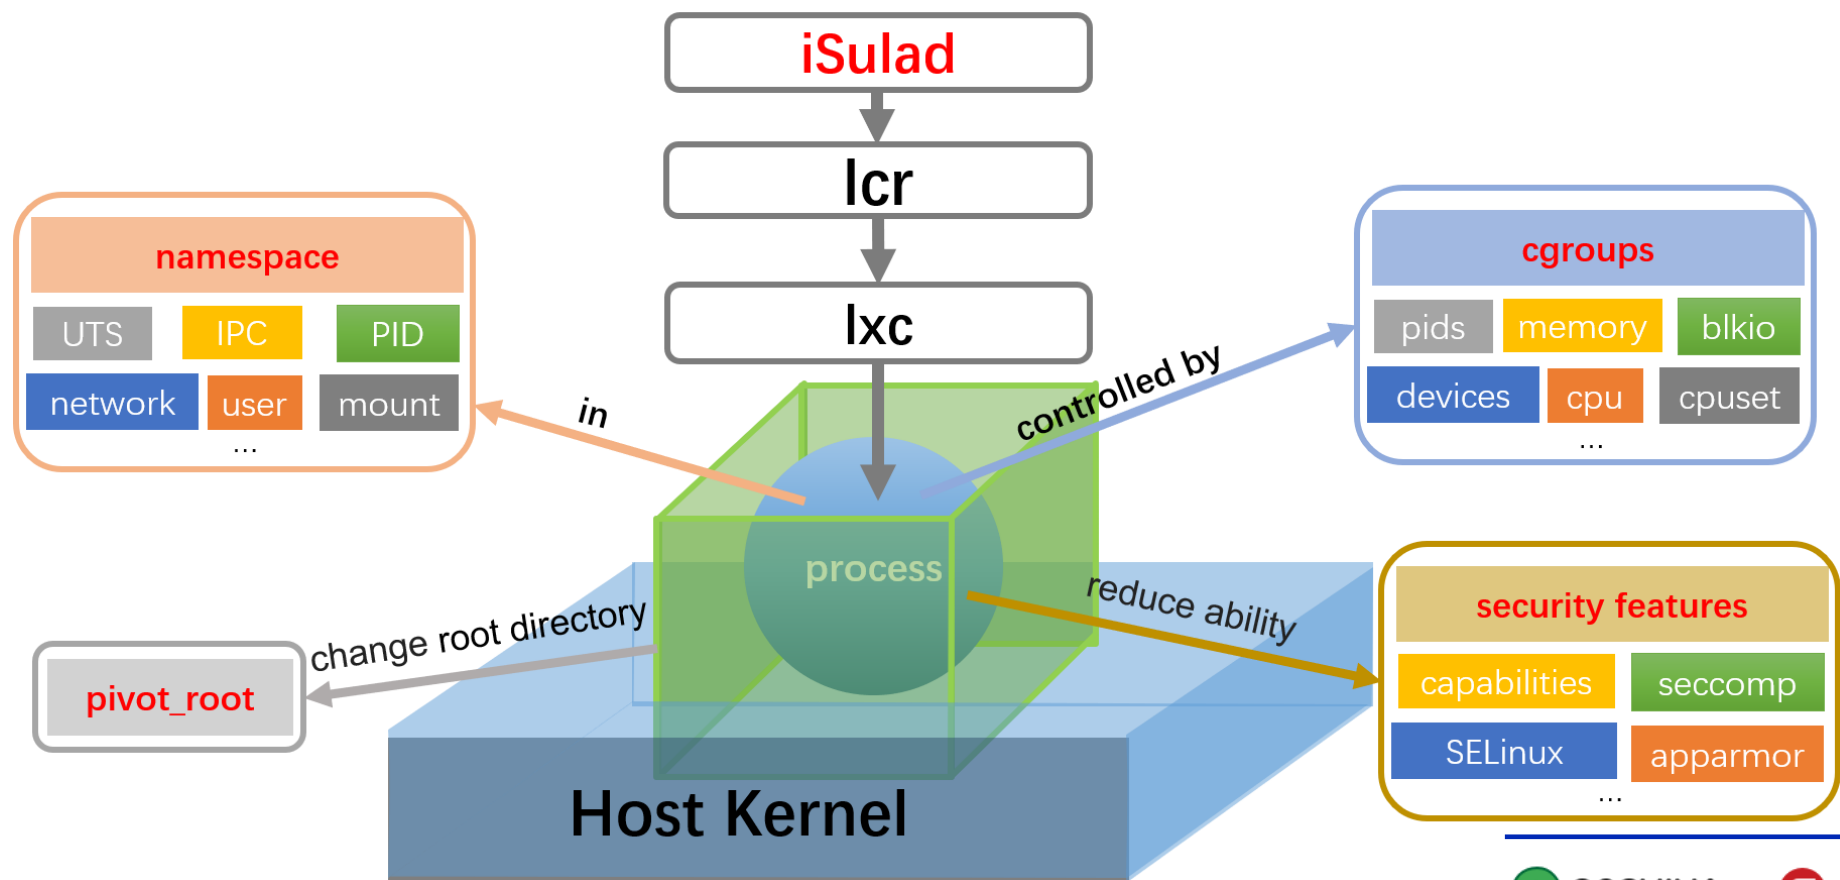 iSulad
lcr
lxc
namespace
UTS IPC PID
network user mount
...
in
controlled by
cgroups
pids memory blkio
devices cpu cpuset
...
process
change root directory
pivot_root
reduce ability
security features
capabilities seccomp
SELinux apparmor
...
Host Kernel